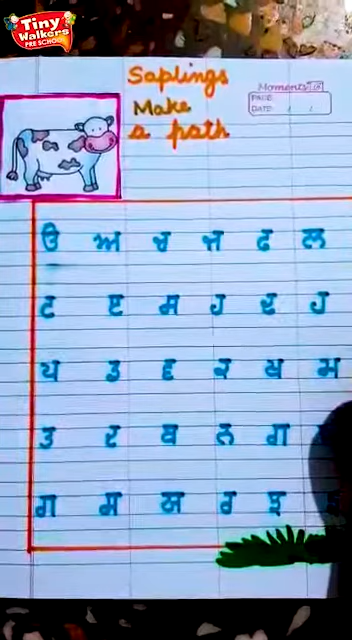 Tiny
Walkers
PRE SCHOOL
Saplings
Make
a path
Moments
PAGE
DATE / /
ੳ ਅ ਚ ਜ ਫ ਲ
ਟ ੲ ਸ ਹ ੲ ਹ
ਪ ਤ ਦ ਕ ਖ ਮ
ਤ ਟ ਕ ਨ ਗ
ਗ ਸ ਖ ਰ ਝ